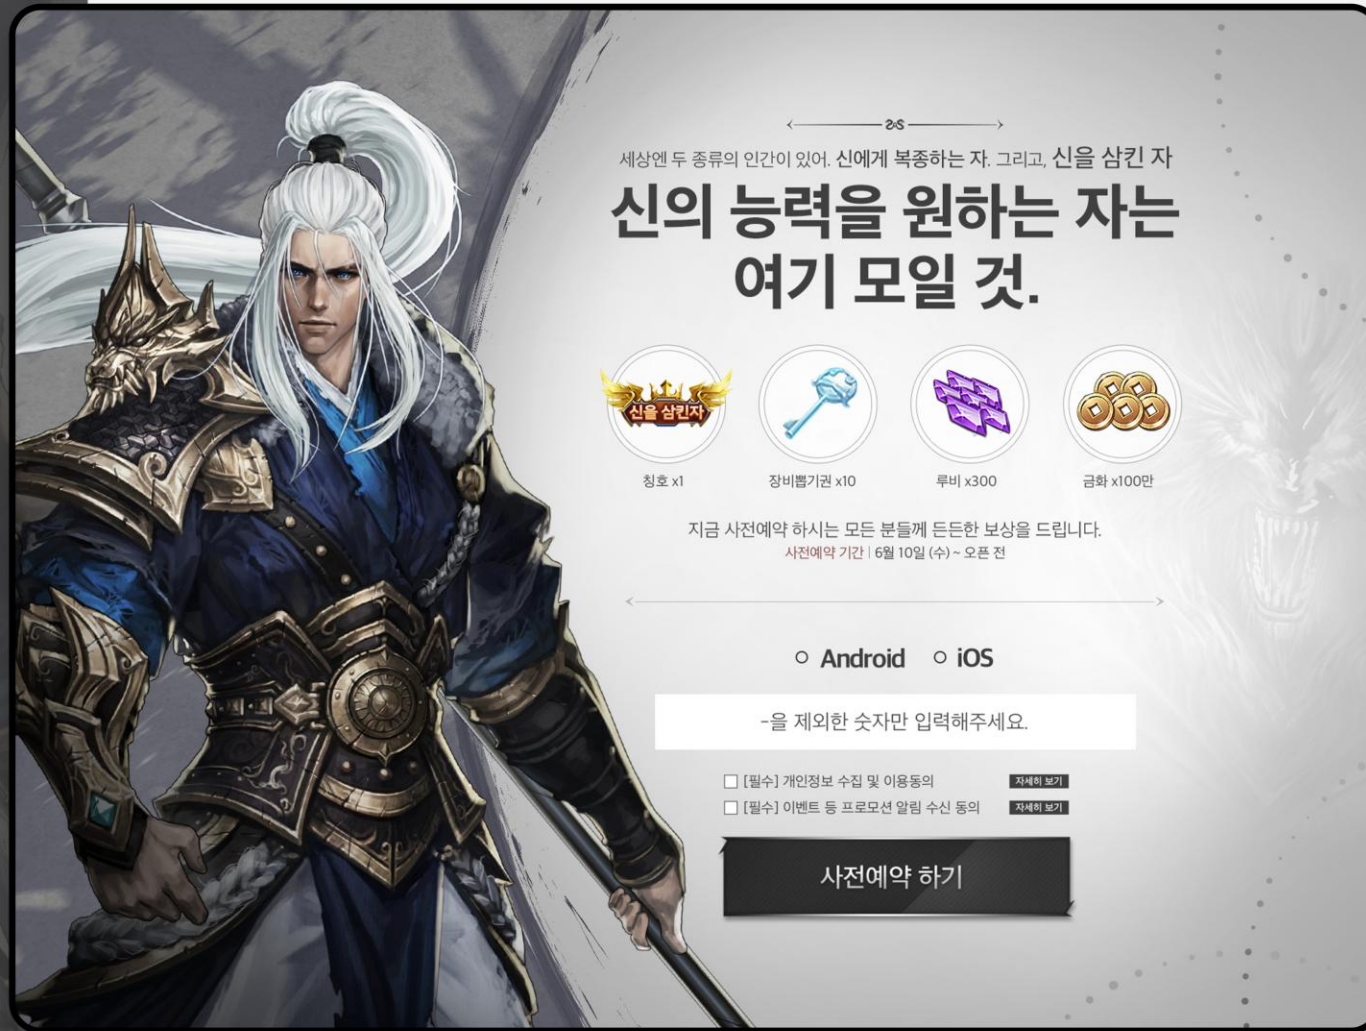 세상엔 두 종류의 인간이 있어. 신에게 복종하는 자. 그리고, 신을 삼킨 자
신의 능력을 원하는 자는
여기 모일 것.
신을 삼킨자
칭호 x1
장비뽑기권 x10
루비 x300
금화 x100만
지금 사전예약 하시는 모든 분들께 든든한 보상을 드립니다.
사전예약 기간 | 6월 10일 (수) ~ 오픈 전
Android
iOS
-을 제외한 숫자만 입력해주세요.
[필수] 개인정보 수집 및 이용동의 자세히 보기
[필수] 이벤트 등 프로모션 알림 수신 동의 자세히 보기
사전예약 하기